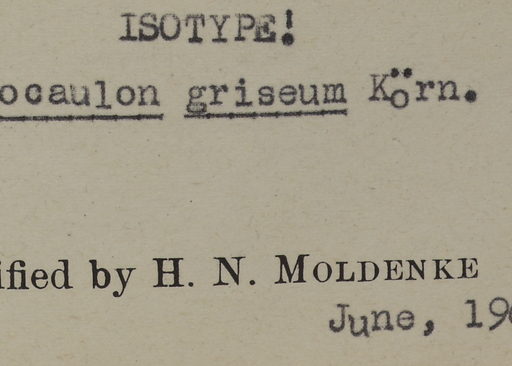 ISOTYPE!
ocaulon griseum Körn.
ified by H. N. MOLDENKE
June, 19